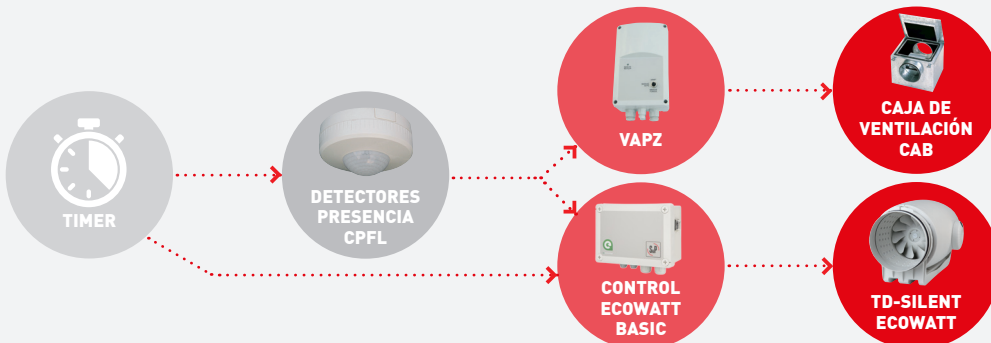 TIMER
DETECTORES
PRESENCIA
CPFL
VAPZ
CONTROL
ECOWATT
BASIC
CAJA DE
VENTILACIÓN
CAB
TD-SILENT
ECOWATT